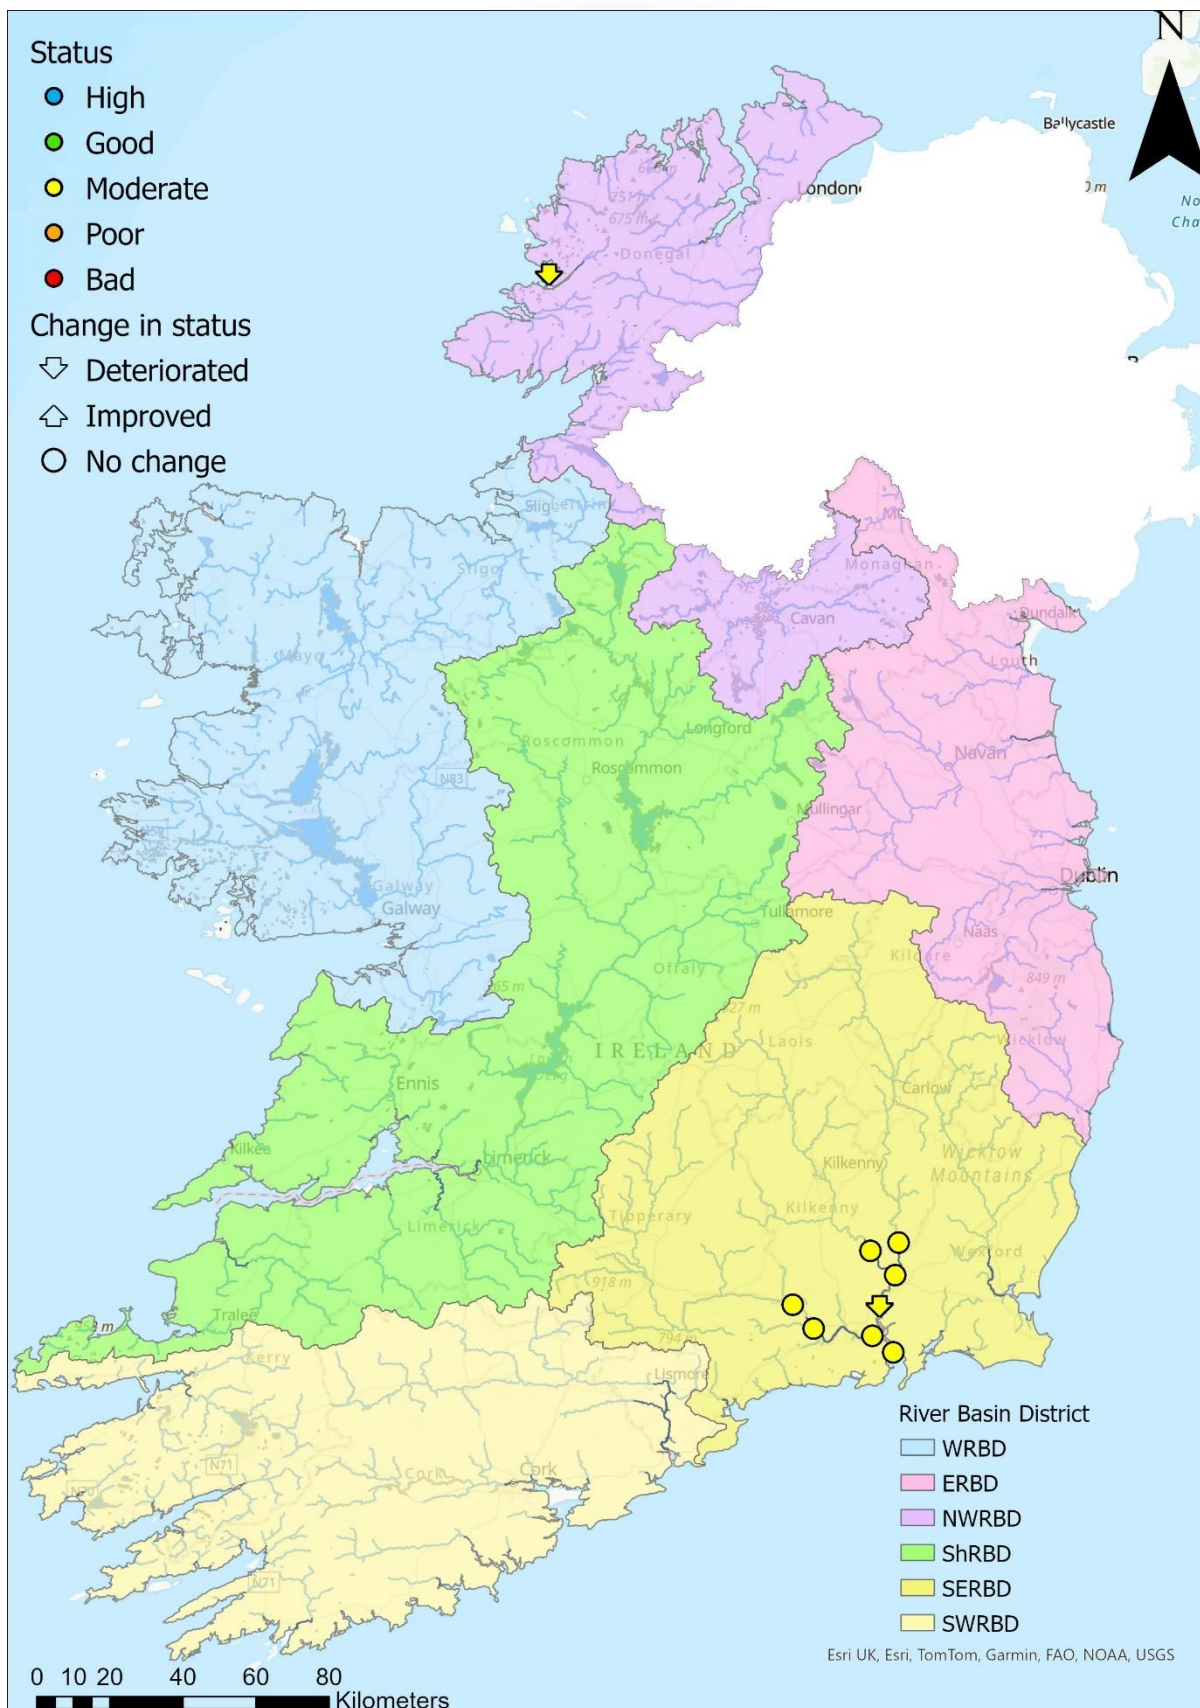 Status
High
Good
Moderate
Poor
Bad
Change in status
Deteriorated
Improved
No change
N
Ballycastle
751 m
675 m
Donegal
Sligo
Monaghan
Cavan
Dundalk
Louth
Mayo
N83
Roscommon
Longford
Roscommon
Navan
Mullingar
Galway
Galway
Dublin
Tullamore
Naas
Kildare
Offaly
849 m
IRELAND
Laois
Wicklow
Ennis
Carlow
Kilkee
Limerick
Kilkenny
Wicklow
Mountains
Limerick
Tipperary
Kilkenny
Wexford
918 m
Tralee
794 m
Kerry
Lismore
N71
Cork
Cork
N70
N71
River Basin District
WRBD
ERBD
NWRBD
ShRBD
SERBD
SWRBD
Esri UK, Esri, TomTom, Garmin, FAO, NOAA, USGS
0 10 20 40 60 80
Kilometers